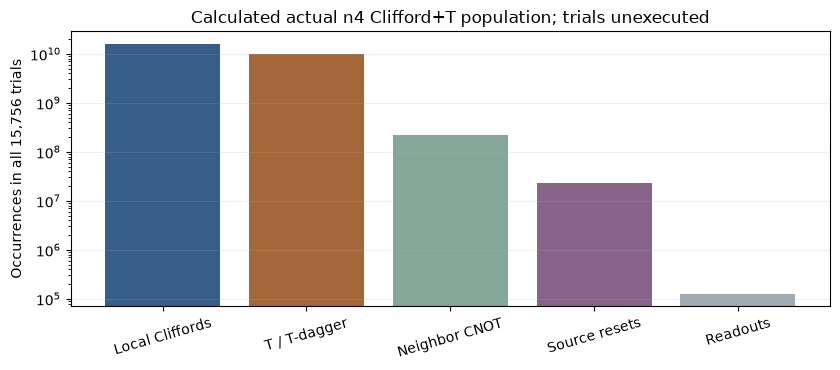 Calculated actual n4 Clifford+T population; trials unexecuted
Occurrences in all 15,756 trials
10¹⁰
10⁹
10⁸
10⁷
10⁶
10⁵
Local Cliffords
T / T-dagger
Neighbor CNOT
Source resets
Readouts